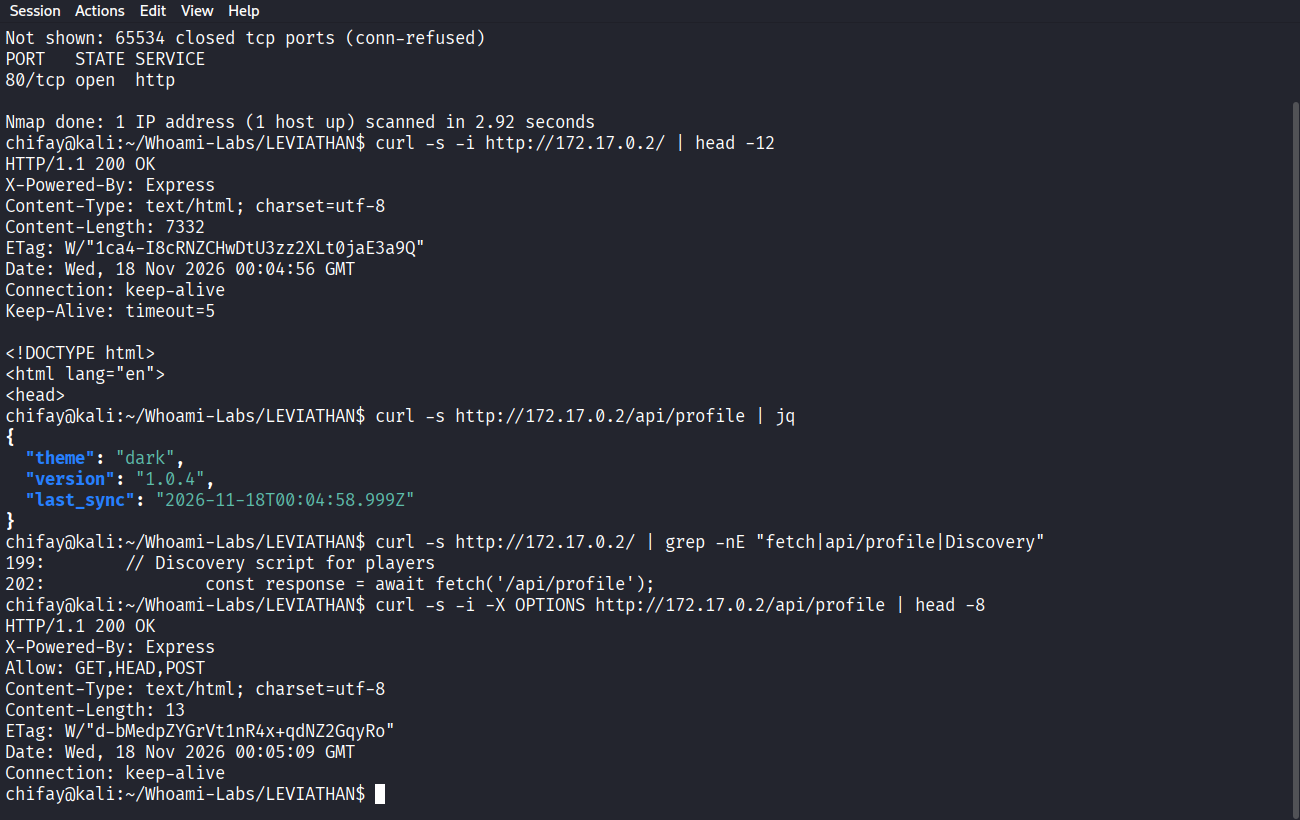 Session Actions Edit View Help
Not shown: 65534 closed tcp ports (conn-refused)
PORT   STATE SERVICE
80/tcp open  http
Nmap done: 1 IP address (1 host up) scanned in 2.92 seconds
chifay@kali:~/Whoami-Labs/LEVIATHAN$ curl -s -i http://172.17.0.2/ | head -12
HTTP/1.1 200 OK
X-Powered-By: Express
Content-Type: text/html; charset=utf-8
Content-Length: 7332
ETag: W/"1ca4-I8cRNZCHwDtU3zz2XLt0jaE3a9Q"
Date: Wed, 18 Nov 2026 00:04:56 GMT
Connection: keep-alive
Keep-Alive: timeout=5
<!DOCTYPE html>
<html lang="en">
<head>
chifay@kali:~/Whoami-Labs/LEVIATHAN$ curl -s http://172.17.0.2/api/profile | jq
{
  "theme": "dark",
  "version": "1.0.4",
  "last_sync": "2026-11-18T00:04:58.999Z"
}
chifay@kali:~/Whoami-Labs/LEVIATHAN$ curl -s http://172.17.0.2/ | grep -nE "fetch|api/profile|Discovery"
199:        // Discovery script for players
202:                const response = await fetch('/api/profile');
chifay@kali:~/Whoami-Labs/LEVIATHAN$ curl -s -i -X OPTIONS http://172.17.0.2/api/profile | head -8
HTTP/1.1 200 OK
X-Powered-By: Express
Allow: GET,HEAD,POST
Content-Type: text/html; charset=utf-8
Content-Length: 13
ETag: W/"d-bMedpZYGrVt1nR4x+qdNZ2GqyRo"
Date: Wed, 18 Nov 2026 00:05:09 GMT
Connection: keep-alive
chifay@kali:~/Whoami-Labs/LEVIATHAN$